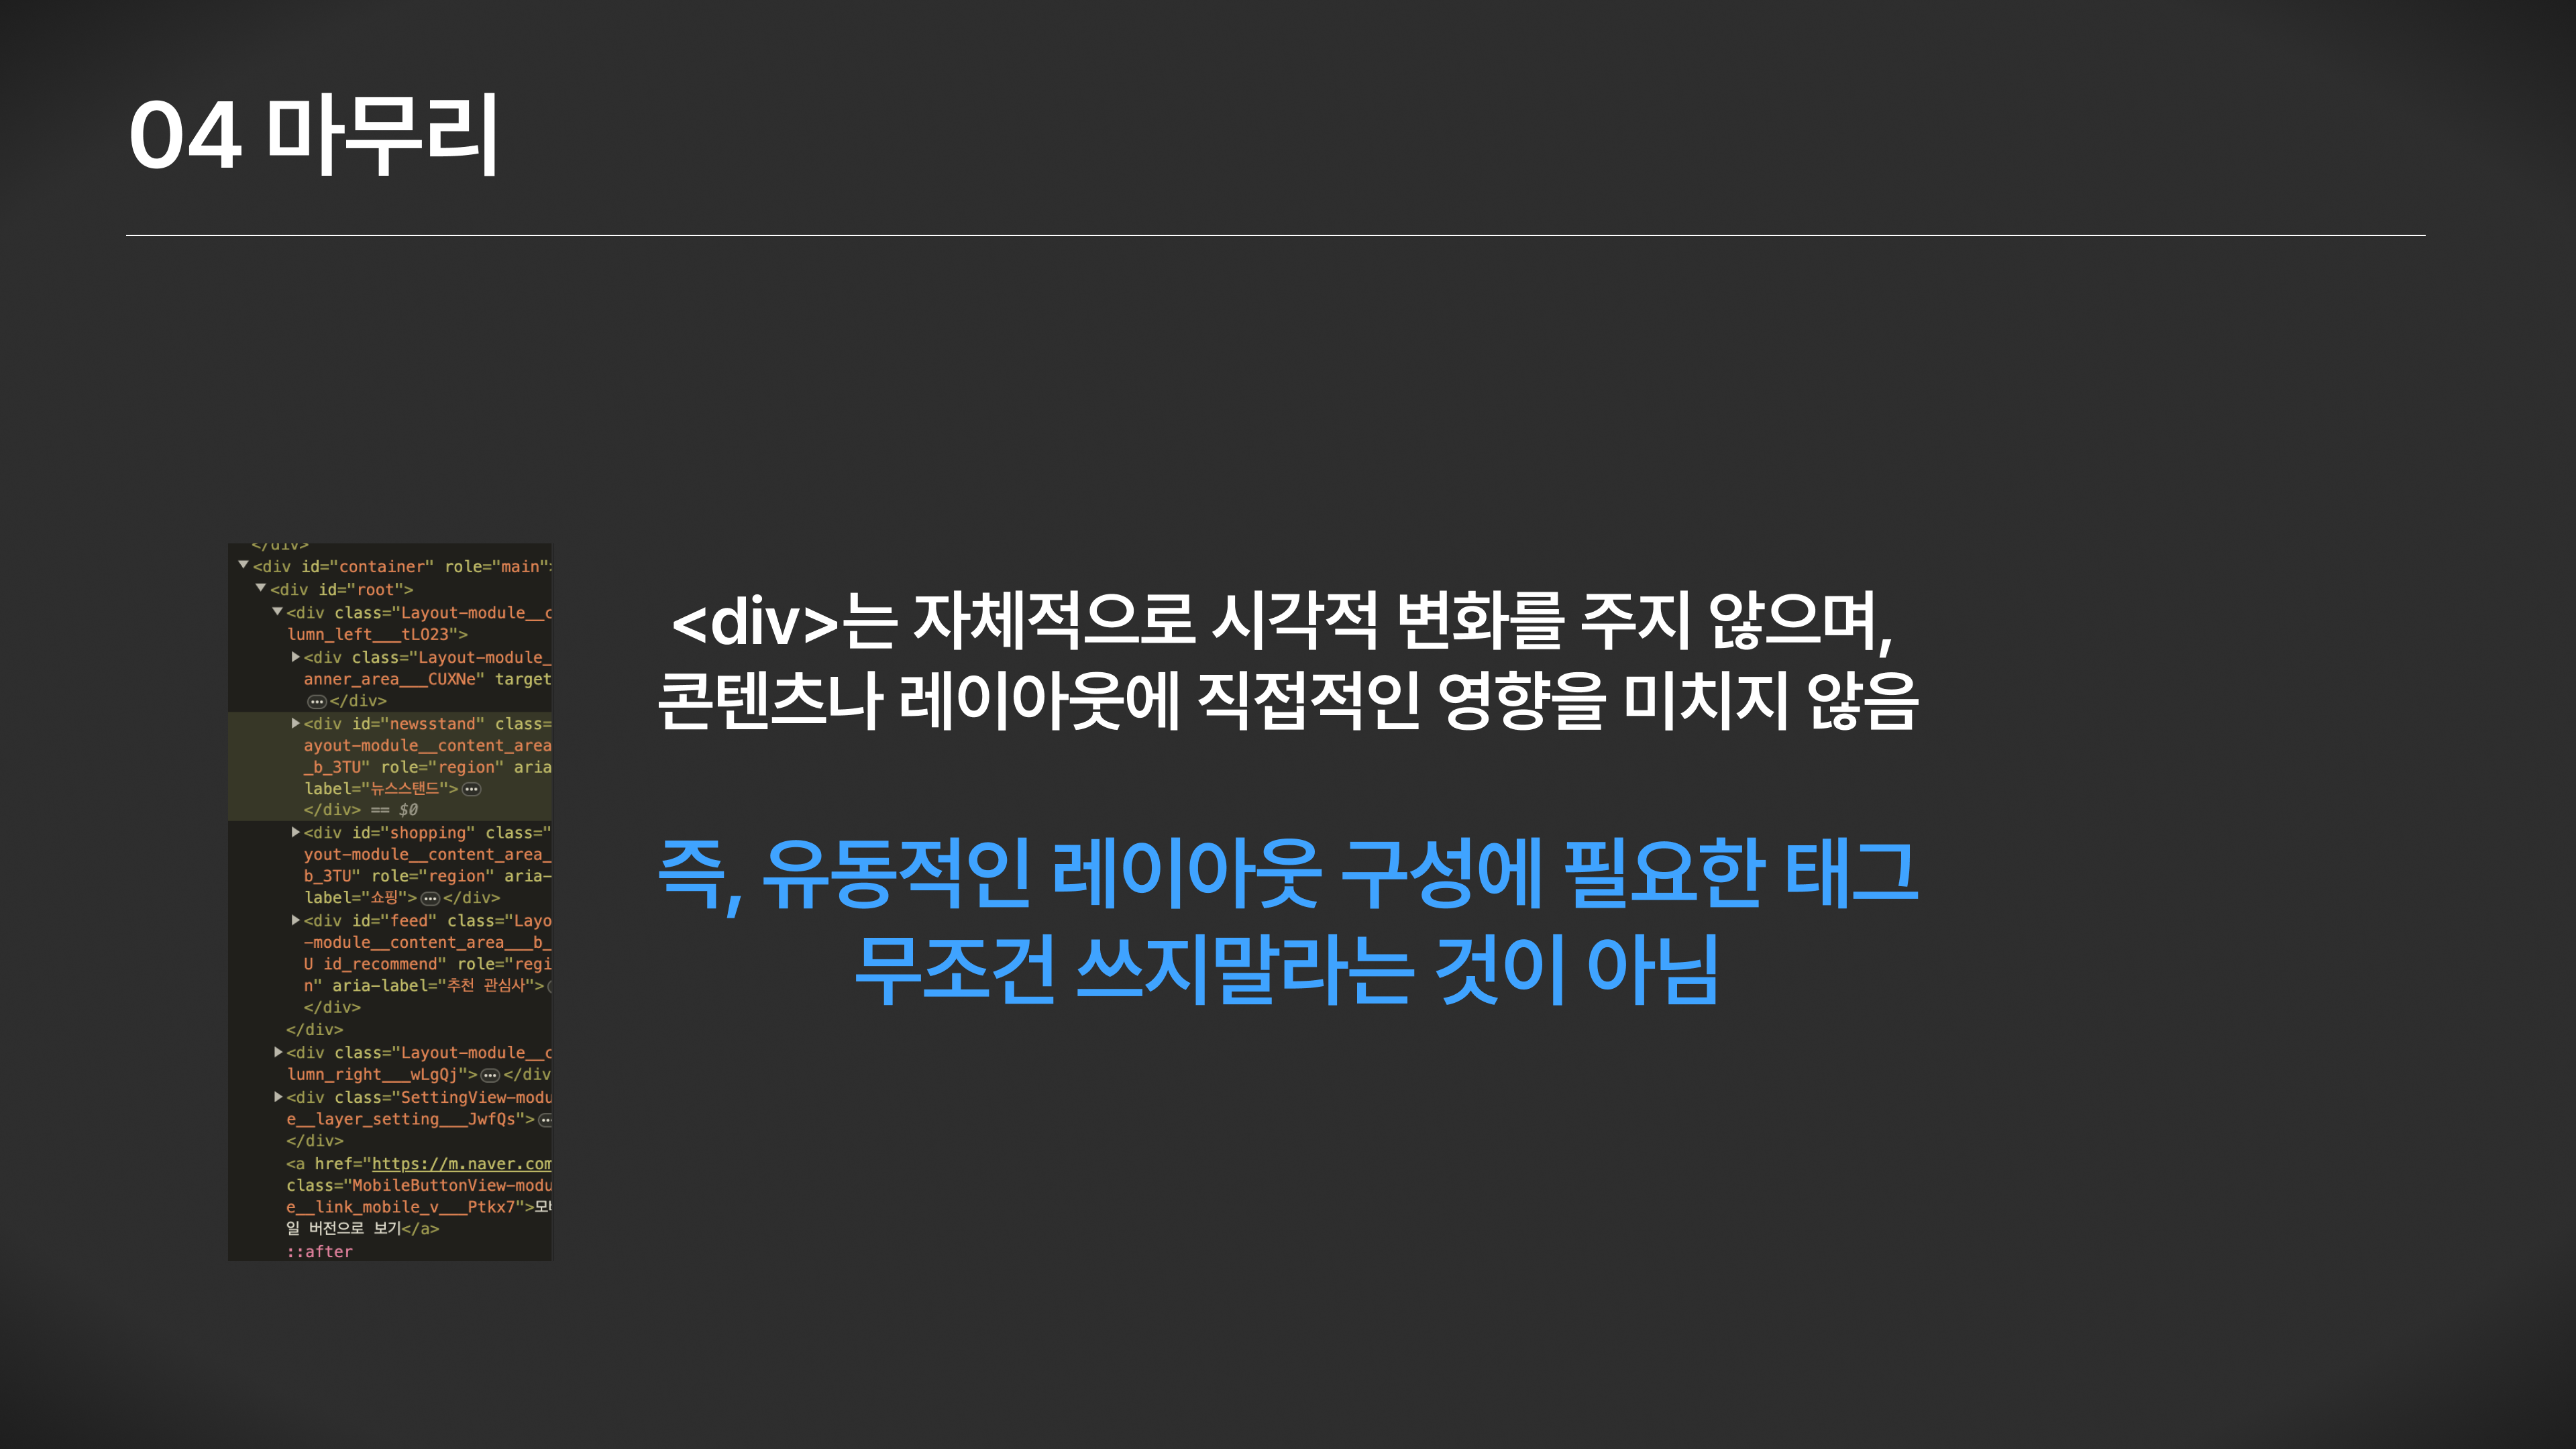 04 마무리
</div>
<div id="container" role="main"
<div id="root">
<div class="Layout-module__c
lumn_left___tLO23">
<div class="Layout-module_
anner_area___CUXNe" target
</div>
<div id="newsstand" class=
ayout-module__content_area
_b_3TU" role="region" aria
label="뉴스스탠드">
</div> == $0
<div id="shopping" class="
yout-module__content_area_
b_3TU" role="region" aria-
label="쇼핑"></div>
<div id="feed" class="Layo
-module__content_area___b_
U id_recommend" role="regi
n" aria-label="추천 관심사">
</div>
</div>
<div class="Layout-module__c
lumn_right___wLgQj"></div
<div class="SettingView-modu
e__layer_setting___JwfQs">
</div>
<a href="https://m.naver.com
class="MobileButtonView-modu
e__link_mobile_v___Ptkx7">
일 버전으로 보기</a>
::after
<div>는 자체적으로 시각적 변화를 주지 않으며,
콘텐츠나 레이아웃에 직접적인 영향을 미치지 않음
즉, 유동적인 레이아웃 구성에 필요한 태그
무조건 쓰지말라는 것이 아님